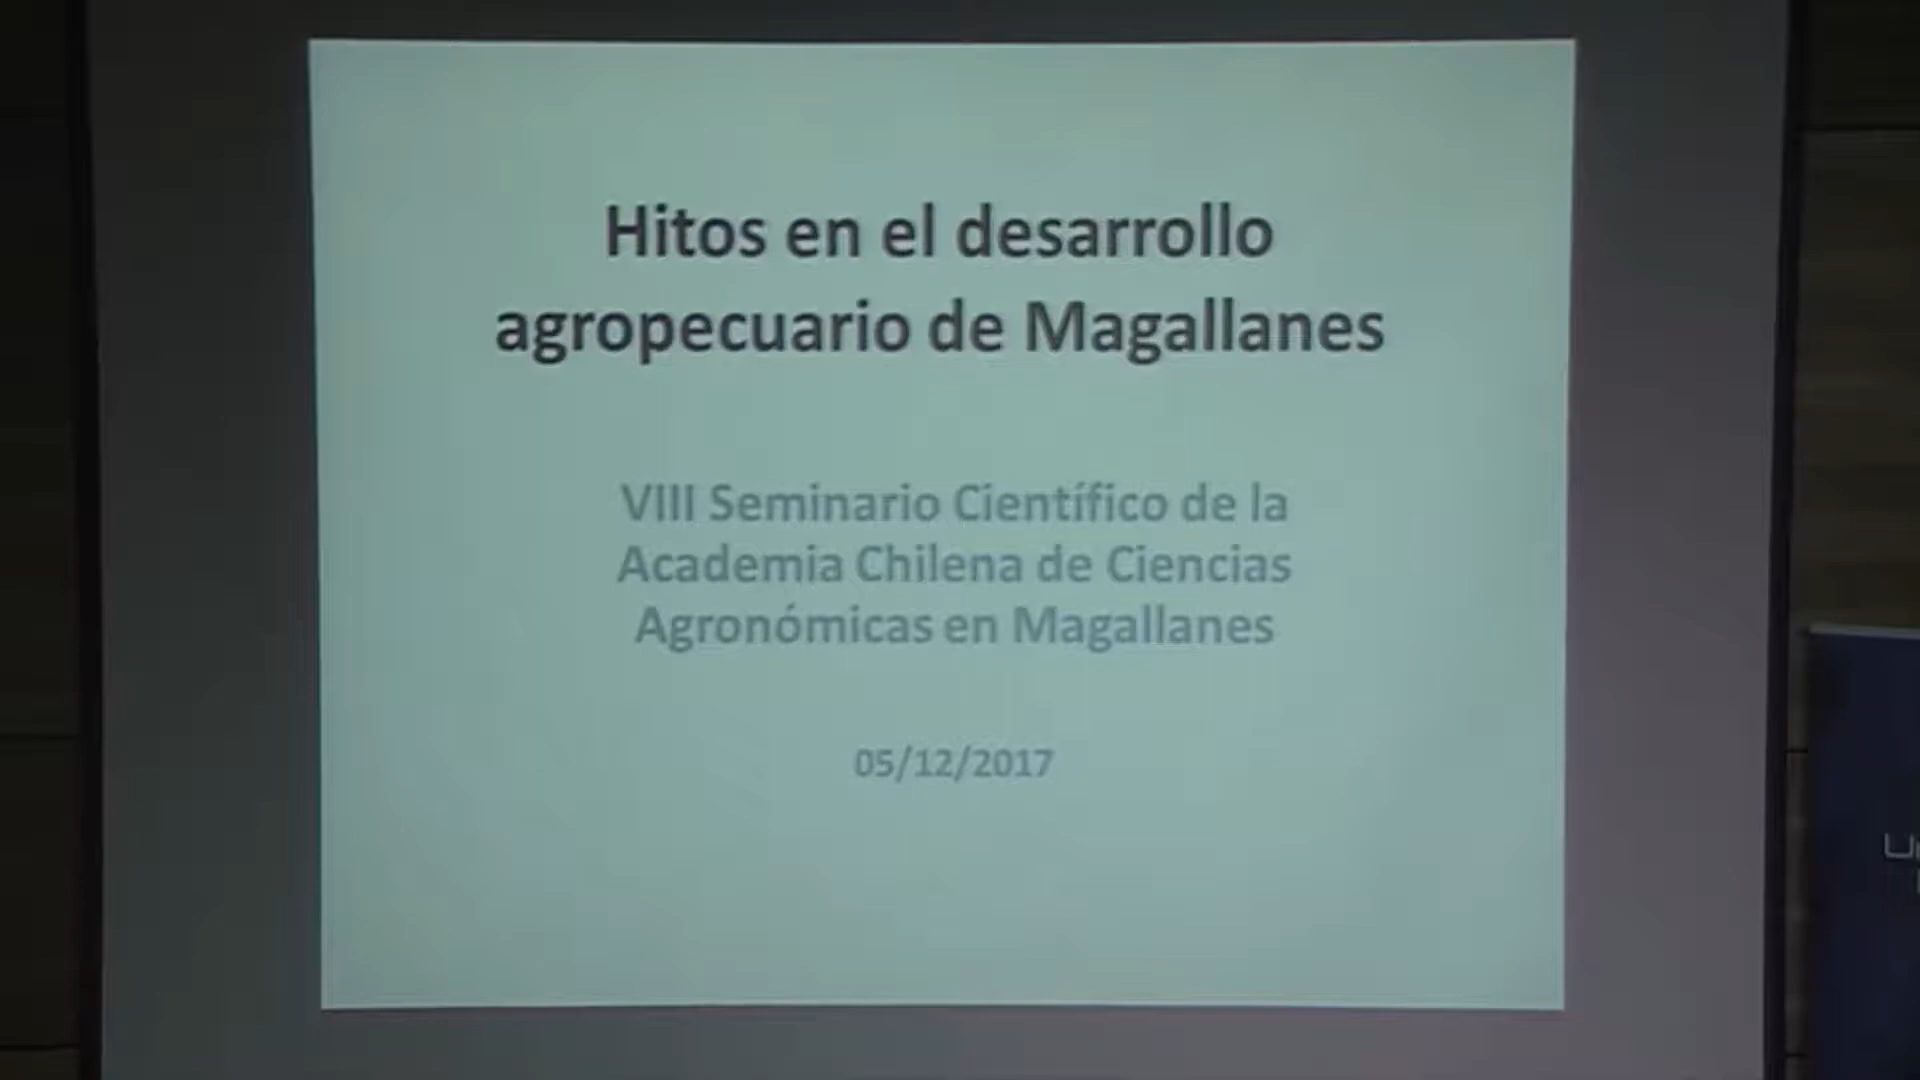 Hitos en el desarrollo
agropecuario de Magallanes
VIII Seminario Científico de la
Academia Chilena de Ciencias
Agronómicas en Magallanes
05/12/2017